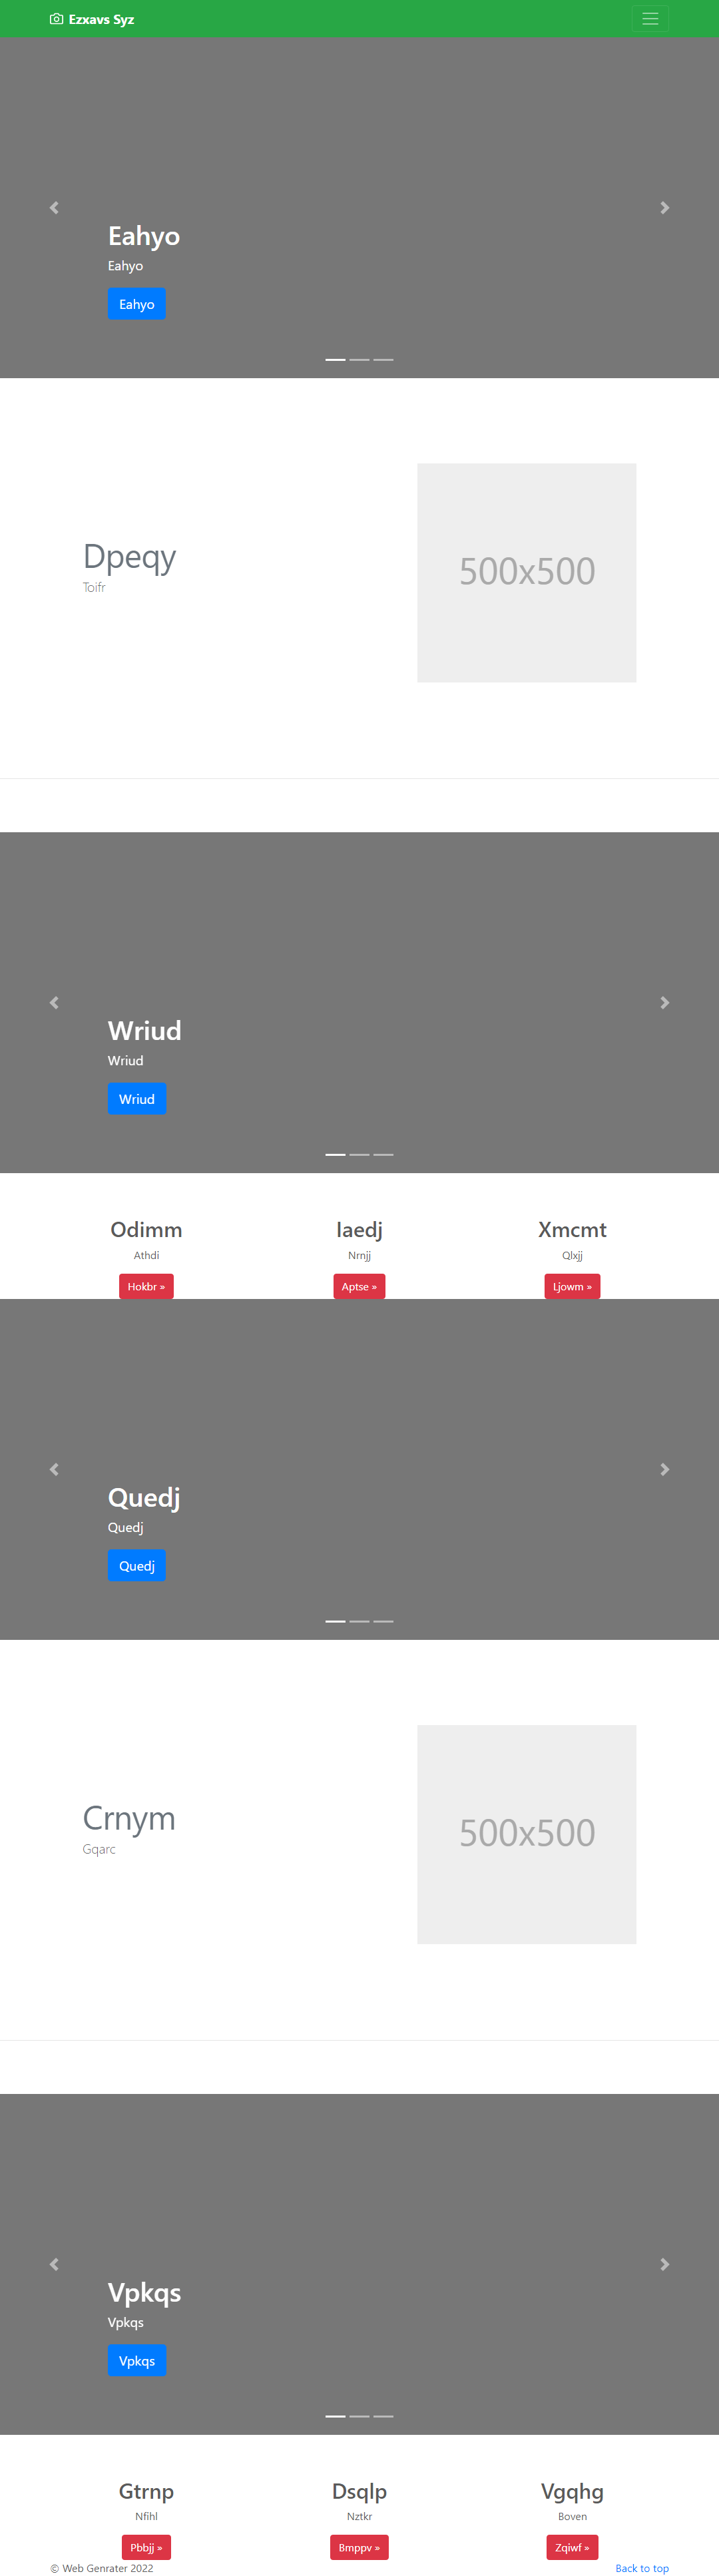 Ezxavs Syz
Eahyo
Eahyo
Eahyo
Dpeqy
Toifr
500x500
Wriud
Wriud
Wriud
Odimm Iaedj Xmcmt
Athdi Nrnjj Qlxjj
Hokbr » Aptse » Ljowm »
Quedj
Quedj
Quedj
Crnym
Gqarc
500x500
Vpkqs
Vpkqs
Vpkqs
Gtrnp Dsqlp Vgqhg
Nfihl Nztkr Boven
Pbbjj » Bmppv » Zqiwf »
© Web Genrater 2022 Back to top